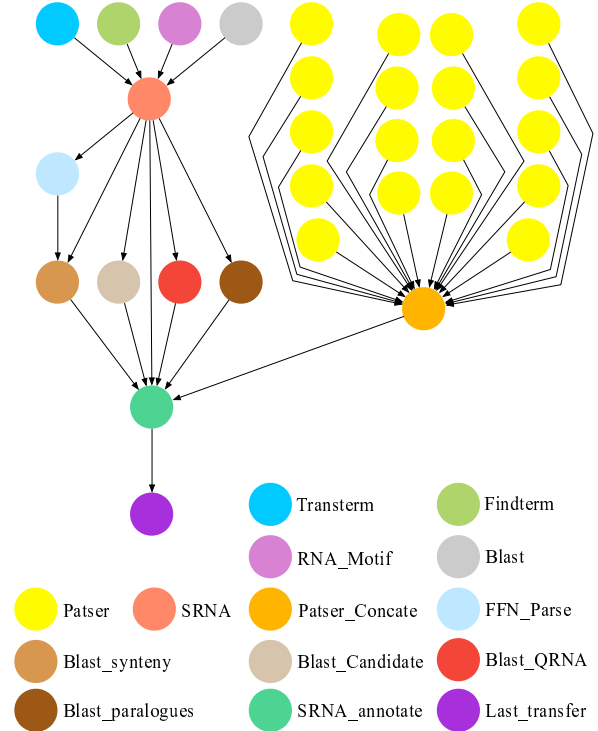 Transterm
Findterm
RNA_Motif
Blast
Patser
SRNA
Patser_Concate
FFN_Parse
Blast_synteny
Blast_Candidate
Blast_QRNA
Blast_paralogues
SRNA_annotate
Last_transfer